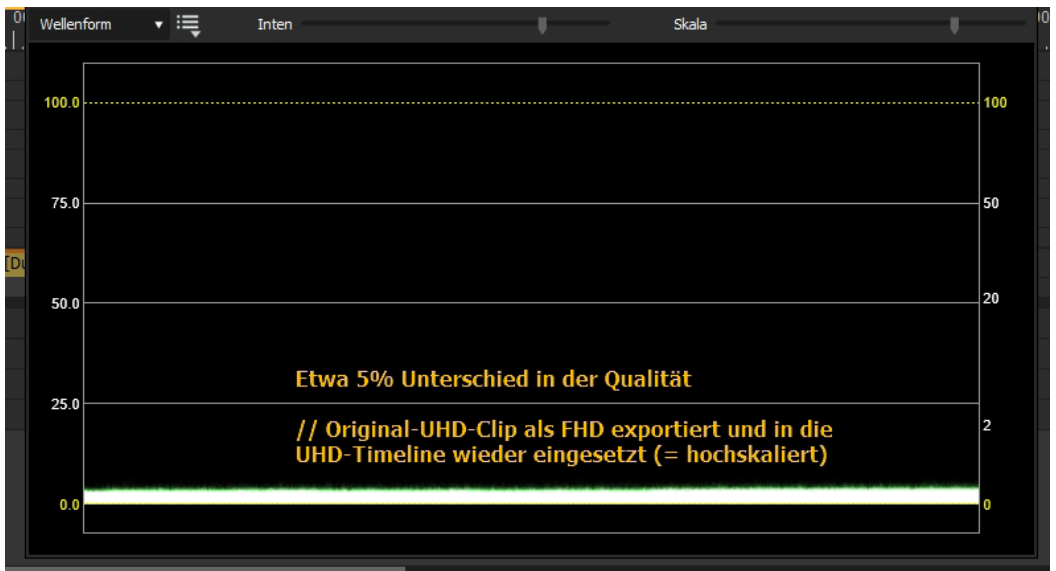 Wellenform
Inten
Skala
100.0
100
75.0
50
[Du
50.0
20
Etwa 5% Unterschied in der Qualität
25.0
// Original-UHD-Clip als FHD exportiert und in die
2
UHD-Timeline wieder eingesetzt (= hochskaliert)
0.0
0